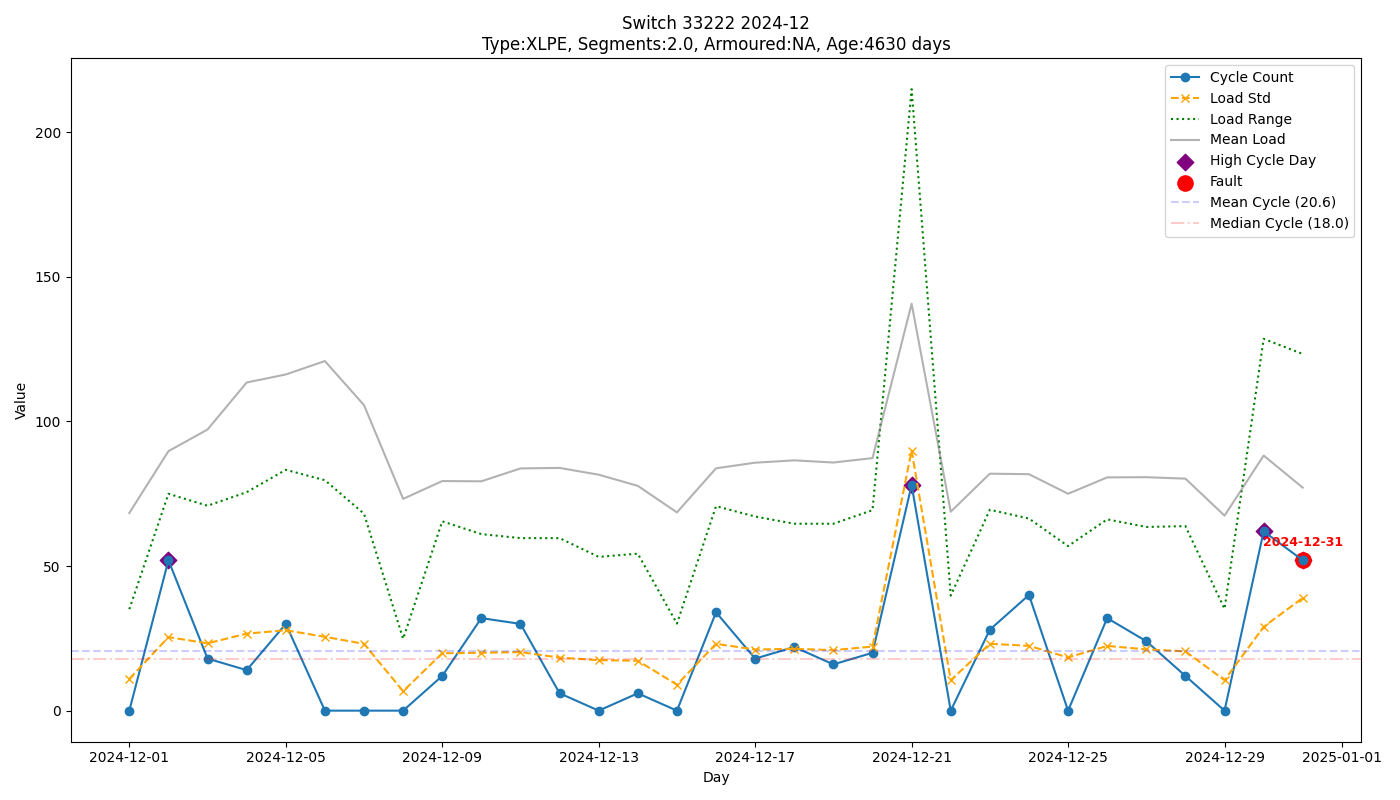 Switch 33222 2024-12
Type:XLPE, Segments:2.0, Armoured:NA, Age:4630 days
Cycle Count
Load Std
Load Range
Mean Load
High Cycle Day
Fault
Mean Cycle (20.6)
Median Cycle (18.0)
200
150
100
50
0
Value
2024-12-31
2024-12-01
2024-12-05
2024-12-09
2024-12-13
2024-12-17
2024-12-21
2024-12-25
2024-12-29
2025-01-01
Day